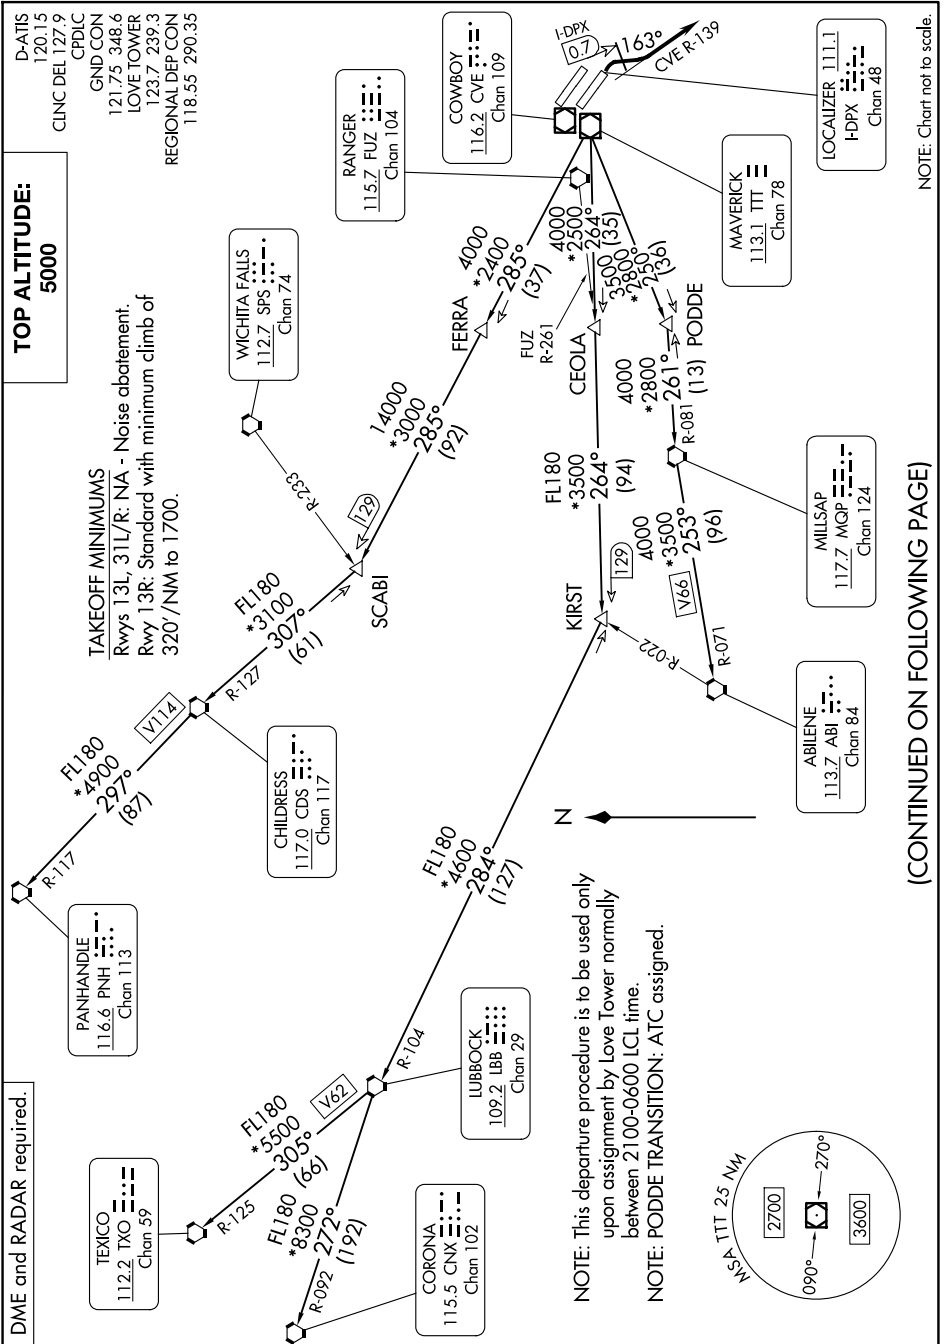 DME and RADAR required.
TOP ALTITUDE:
5000
D-ATIS
120.15
CLNC DEL 127.9
CPDLC
GND CON
121.75 348.6
LOVE TOWER
123.7 239.3
REGIONAL DEP CON
118.55 290.35
TAKEOFF MINIMUMS
Rwys 13L, 31L/R: NA - Noise abatement.
Rwy 13R: Standard with minimum climb of
320'/NM to 1700.
PANHANDLE
116.6 PNH
Chan 113
R-117
FL180
*4900
297°
(87)
V114
CHILDRESS
117.0 CDS
Chan 117
R-127
FL180
*3100
307°
(61)
SCABI
129
WICHITA FALLS
112.7 SPS
Chan 74
R-233
14000
*3000
285°
(92)
FERRA
4000
*2400
285°
(37)
RANGER
115.7 FUZ
Chan 104
COWBOY
116.2 CVE
Chan 109
I-DPX
0.7
163°
CVE R-139
LOCALIZER 111.1
I-DPX
Chan 48
MAVERICK
113.1 TTT
Chan 78
4000
*2500
264°
(35)
3500
3500
*2800
250°
(36)
FUZ
R-261
CEOLA
PODDE
4000
*2800
261°
(13)
R-081
FL180
*3500
264°
(94)
KIRST
129
4000
*3500
253°
(96)
V66
MILLSAP
117.7 MQP
Chan 124
R-071
R-022
ABILENE
113.7 ABI
Chan 84
FL180
*4600
284°
(127)
R-104
LUBBOCK
109.2 LBB
Chan 29
TEXICO
112.2 TXO
Chan 59
R-125
FL180
*5500
305°
(66)
V62
FL180
*8300
272°
(192)
R-092
CORONA
115.5 CNX
Chan 102
N
NOTE: This departure procedure is to be used only
upon assignment by Love Tower normally
between 2100-0600 LCL time.
NOTE: PODDE TRANSITION: ATC assigned.
MSA TTT 25 NM
2700
090°
270°
3600
NOTE: Chart not to scale.
(CONTINUED ON FOLLOWING PAGE)